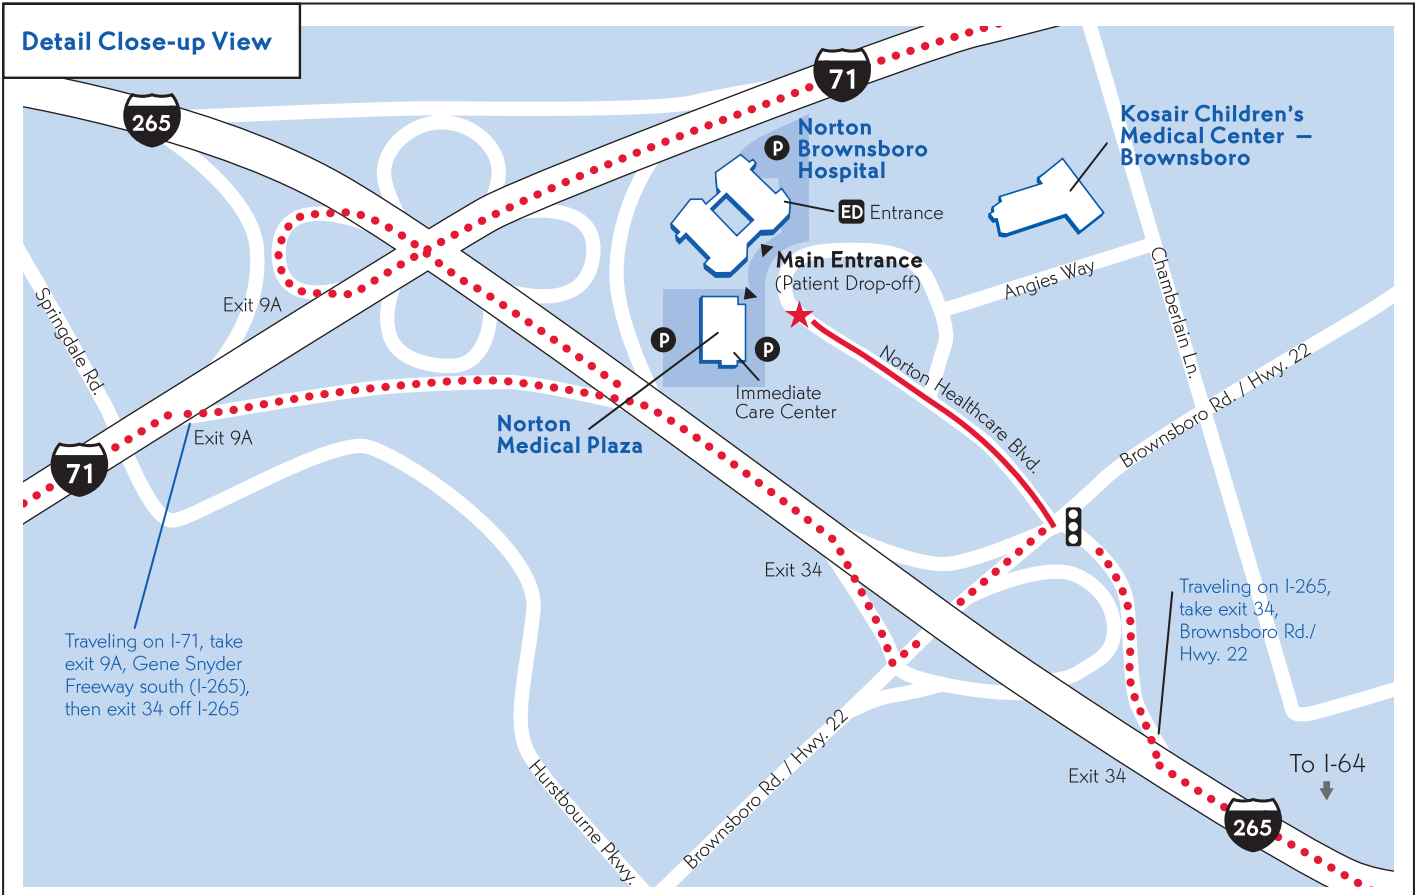 Detail Close-up View
71
265
Kosair Children's
Medical Center –
Brownsboro
P
Norton
Brownsboro
Hospital
ED Entrance
Main Entrance
(Patient Drop-off)
Angies Way
Chamberlain Ln.
Springdale Rd.
Exit 9A
P
P
Immediate
Care Center
Norton Healthcare Blvd.
Brownsboro Rd. / Hwy. 22
Norton
Medical Plaza
Exit 9A
71
Exit 34
Traveling on I-265,
take exit 34,
Brownsboro Rd./
Hwy. 22
Traveling on I-71, take
exit 9A, Gene Snyder
Freeway south (I-265),
then exit 34 off I-265
Brownsboro Rd. / Hwy. 22
Hurstbourne Pkwy.
Exit 34
To I-64
265